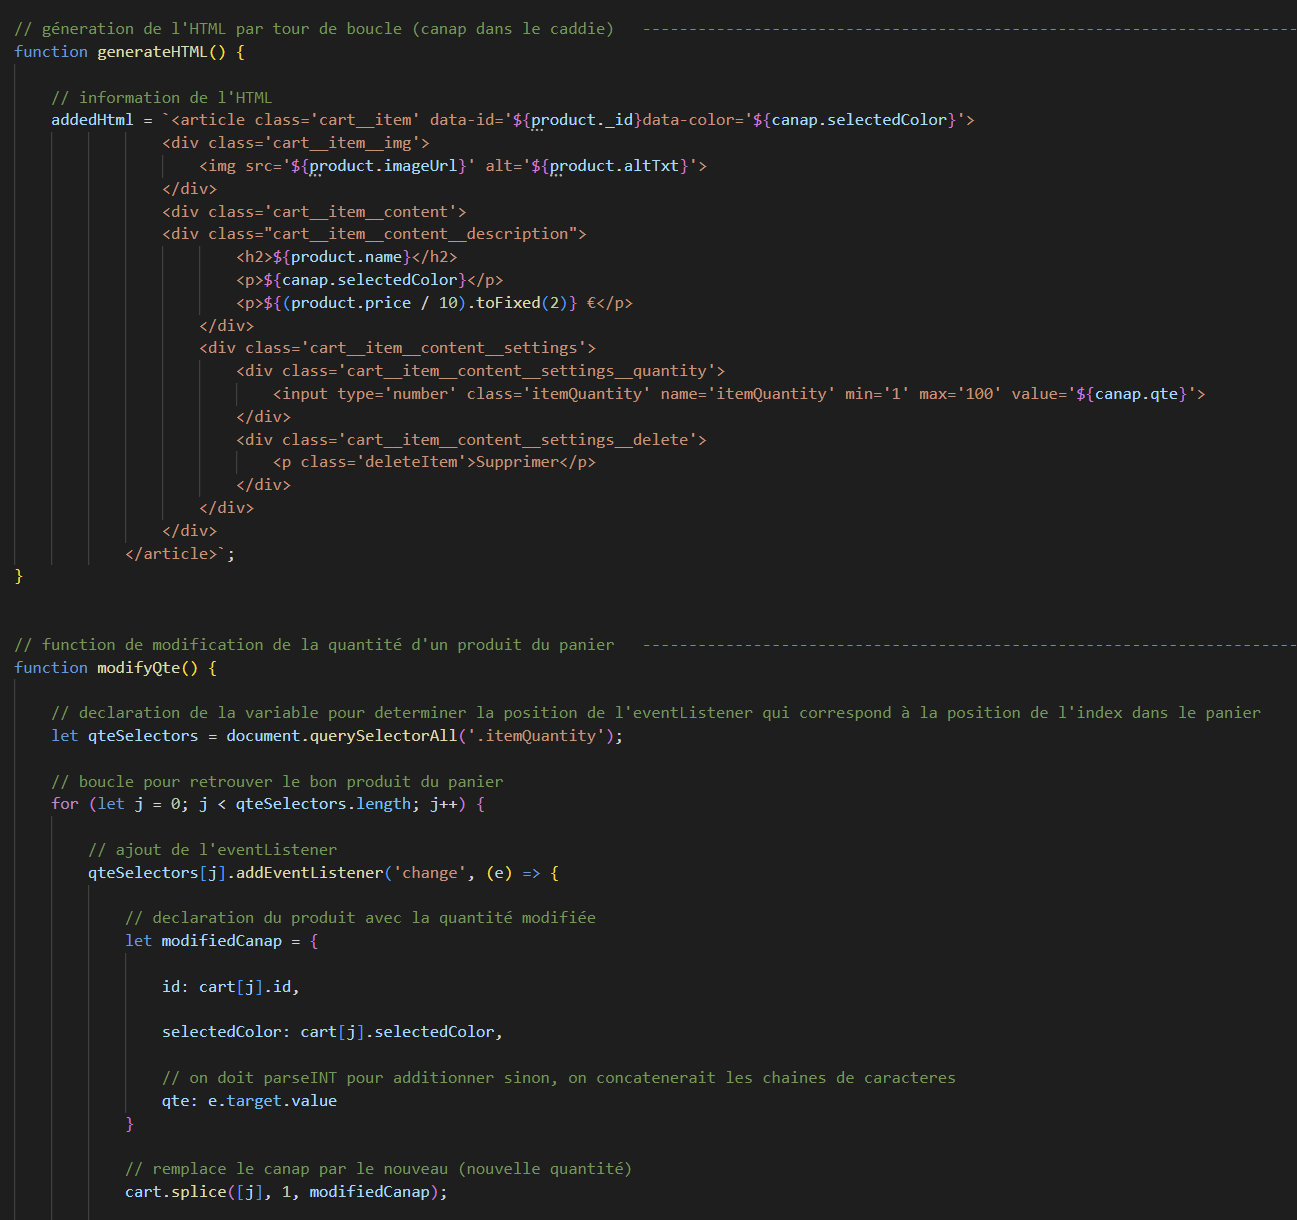 // géneration de l'HTML par tour de boucle (canap dans le caddie)   -----------------------------------------------------------------------
function generateHTML() {
// information de l'HTML
addedHtml = `<article class='cart__item' data-id='${product._id}data-color='${canap.selectedColor}'>
<div class='cart__item__img'>
<img src='${product.imageUrl}' alt='${product.altTxt}'>
</div>
<div class='cart__item__content'>
<div class="cart__item__content__description">
<h2>${product.name}</h2>
<p>${canap.selectedColor}</p>
<p>${(product.price / 10).toFixed(2)} €</p>
</div>
<div class='cart__item__content__settings'>
<div class='cart__item__content__settings__quantity'>
<input type='number' class='itemQuantity' name='itemQuantity' min='1' max='100' value='${canap.qte}'>
</div>
<div class='cart__item__content__settings__delete'>
<p class='deleteItem'>Supprimer</p>
</div>
</div>
</div>
</article>`;
}
// function de modification de la quantité d'un produit du panier   -----------------------------------------------------------------------
function modifyQte() {
// declaration de la variable pour determiner la position de l'eventListener qui correspond à la position de l'index dans le panier
let qteSelectors = document.querySelectorAll('.itemQuantity');
// boucle pour retrouver le bon produit du panier
for (let j = 0; j < qteSelectors.length; j++) {
// ajout de l'eventListener
qteSelectors[j].addEventListener('change', (e) => {
// declaration du produit avec la quantité modifiée
let modifiedCanap = {
id: cart[j].id,
selectedColor: cart[j].selectedColor,
// on doit parseINT pour additionner sinon, on concatenerait les chaines de caracteres
qte: e.target.value
}
// remplace le canap par le nouveau (nouvelle quantité)
cart.splice([j], 1, modifiedCanap);